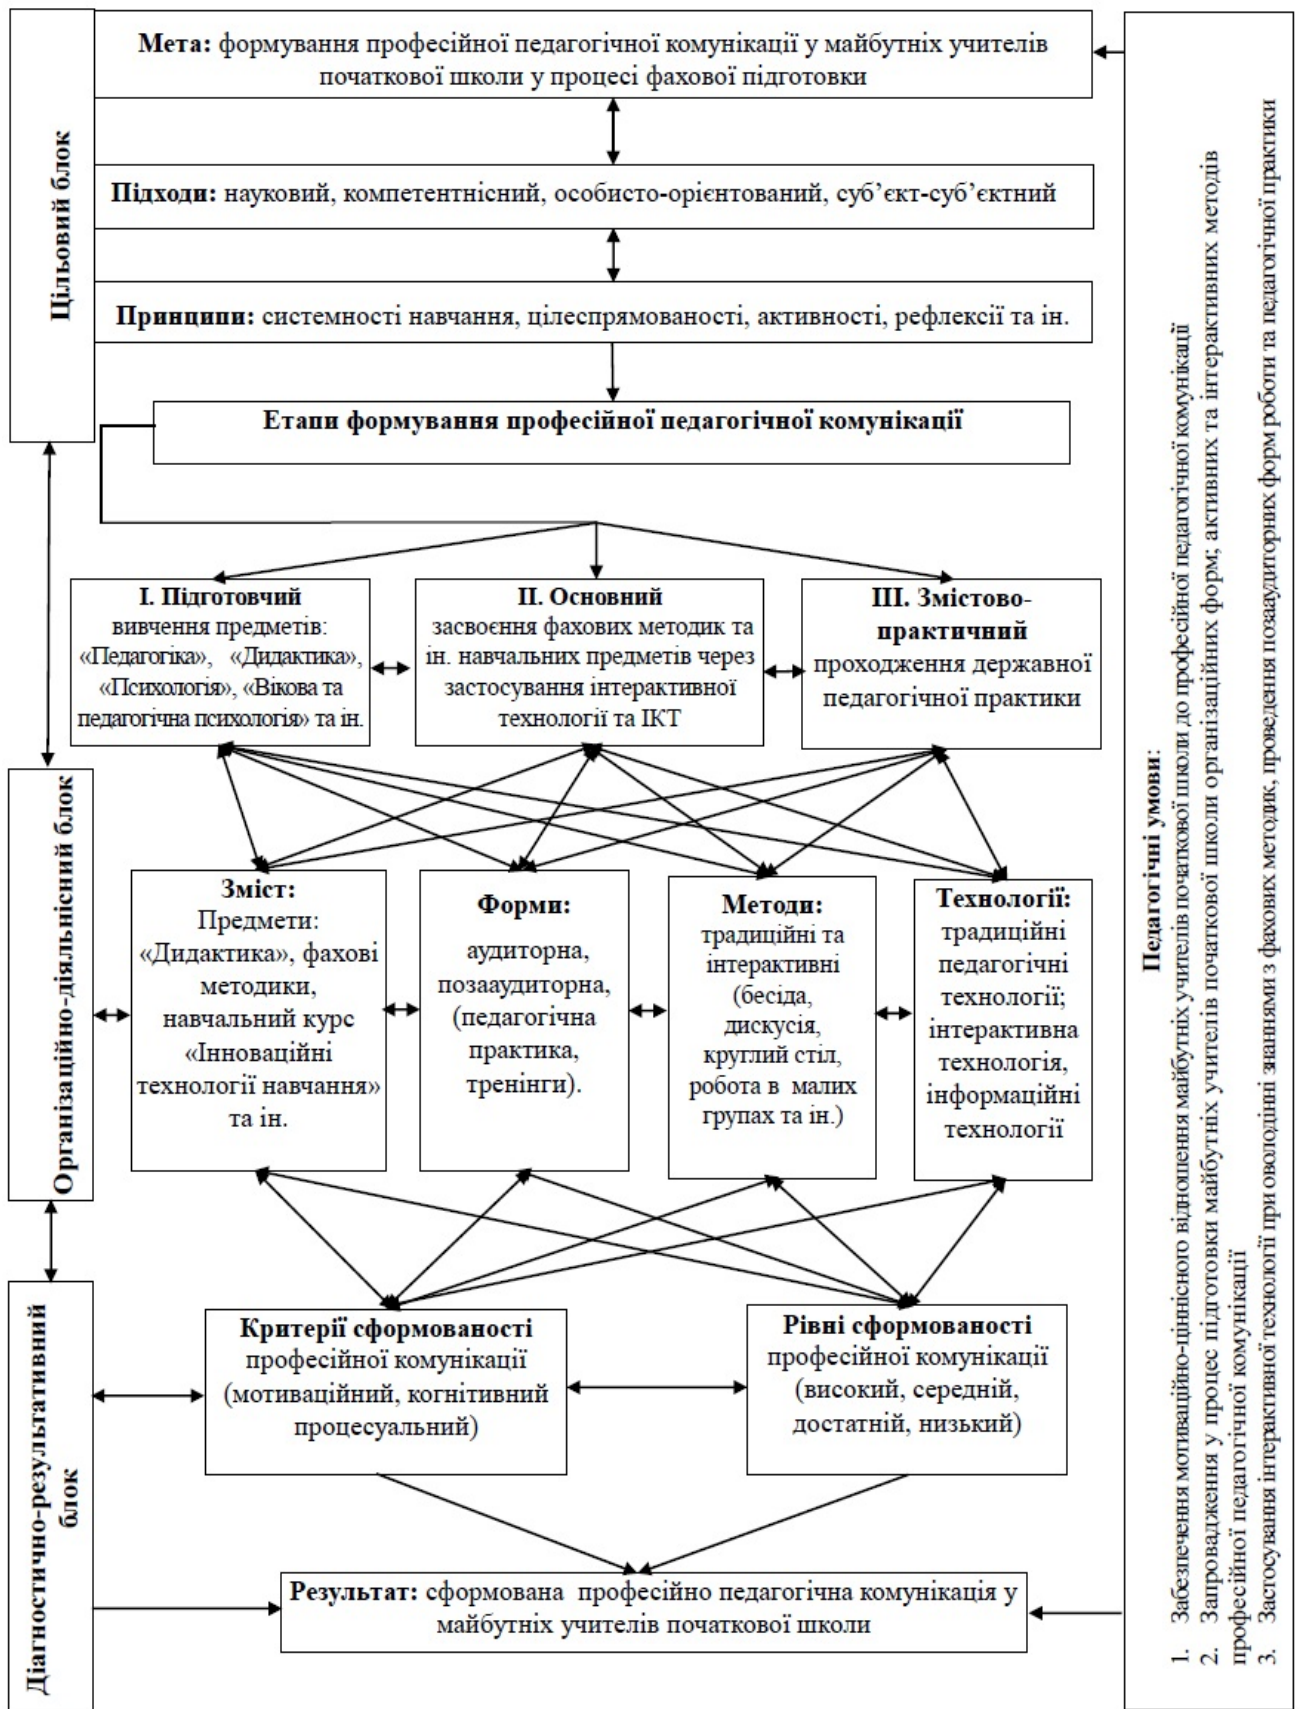 Цільовий блок
Мета: формування професійної педагогічної комунікації у майбутніх учителів
початкової школи у процесі фахової підготовки
Підходи: науковий, компетентнісний, особисто-орієнтований, суб’єкт-суб’єктний
Принципи: системності навчання, цілеспрямованості, активності, рефлексії та ін.
Етапи формування професійної педагогічної комунікації
І. Підготовчий
вивчення предметів:
«Педагогіка», «Дидактика»,
«Психологія», «Вікова та
педагогічна психологія» та ін.
ІІ. Основний
засвоєння фахових методик та
ін. навчальних предметів через
застосування інтерактивної
технології та ІКТ
ІІІ. Змістово-
практичний
проходження державної
педагогічної практики
Організаційно-діяльнісний блок
Зміст:
Предмети:
«Дидактика», фахові
методики,
навчальний курс
«Інноваційні
технології навчання»
та ін.
Форми:
аудиторна,
позааудиторна,
(педагогічна
практика,
тренінги).
Методи:
традиційні та
інтерактивні
(бесіда,
дискусія,
круглий стіл,
робота в малих
групах та ін.)
Технології:
традиційні
педагогічні
технології;
інтерактивна
технологія,
інформаційні
технології
Діагностично-результативний
блок
Критерії сформованості
професійної комунікації
(мотиваційний, когнітивний
процесуальний)
Рівні сформованості
професійної комунікації
(високий, середній,
достатній, низький)
Результат: сформована професійно педагогічна комунікація у
майбутніх учителів початкової школи
Педагогічні умови:
1. Забезпечення мотиваційно-ціннісного відношення майбутніх учителів початкової школи до професійної педагогічної комунікації
2. Запровадження у процес підготовки майбутніх учителів початкової школи організаційних форм; активних та інтерактивних методів
професійної педагогічної комунікації
3. Застосування інтерактивної технології при оволодінні знаннями з фахових методик, проведення позааудиторних форм роботи та педагогічної практики